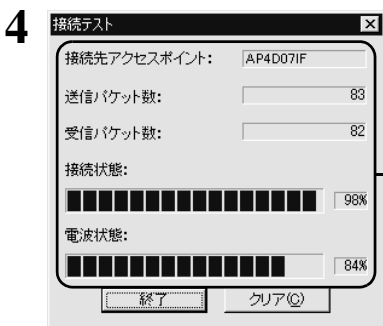 4
接続テスト
接続先アクセスポイント: AP4D07IF
送信パケット数: 83
受信パケット数: 82
接続状態:
98%
電波状態:
84%
終了 クリア(C)